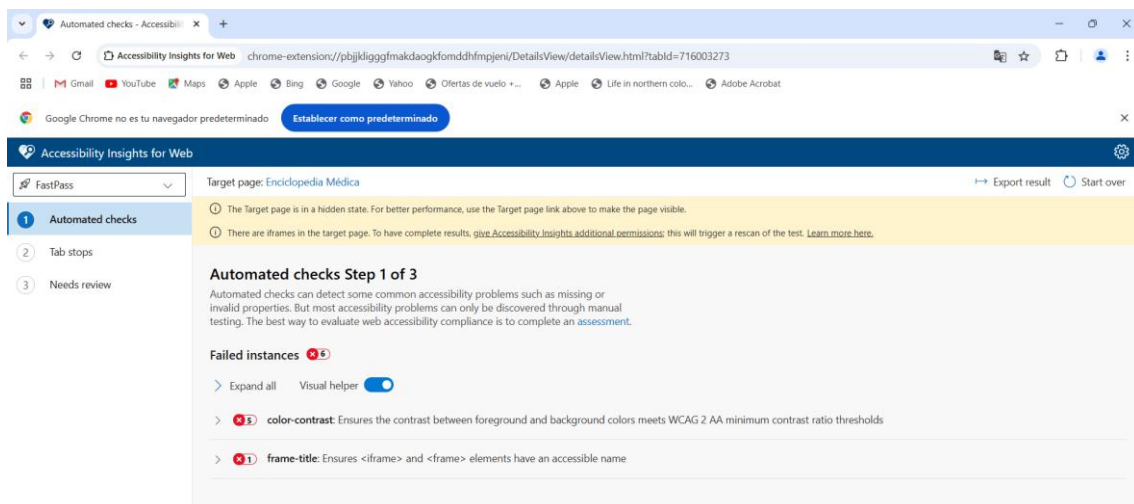 Automated checks - Accessibili
Accessibility Insights for Web chrome-extension://pbjjkligggfmakdaogkfomddhfmpjeni/DetailsView/detailsView.html?tabId=716003273
Gmail YouTube Maps Apple Bing Google Yahoo Ofertas de vuelo +... Apple Life in northern colo... Adobe Acrobat
Google Chrome no es tu navegador predeterminado Establecer como predeterminado
Accessibility Insights for Web
FastPass Target page: Enciclopedia Médica Export result Start over
1 Automated checks
2 Tab stops
3 Needs review
The Target page is in a hidden state. For better performance, use the Target page link above to make the page visible.
There are iframes in the target page. To have complete results, give Accessibility Insights additional permissions; this will trigger a rescan of the test. Learn more here.
Automated checks Step 1 of 3
Automated checks can detect some common accessibility problems such as missing or
invalid properties. But most accessibility problems can only be discovered through manual
testing. The best way to evaluate web accessibility compliance is to complete an assessment.
Failed instances 6
Expand all Visual helper
5 color-contrast: Ensures the contrast between foreground and background colors meets WCAG 2 AA minimum contrast ratio thresholds
1 frame-title: Ensures <iframe> and <frame> elements have an accessible name